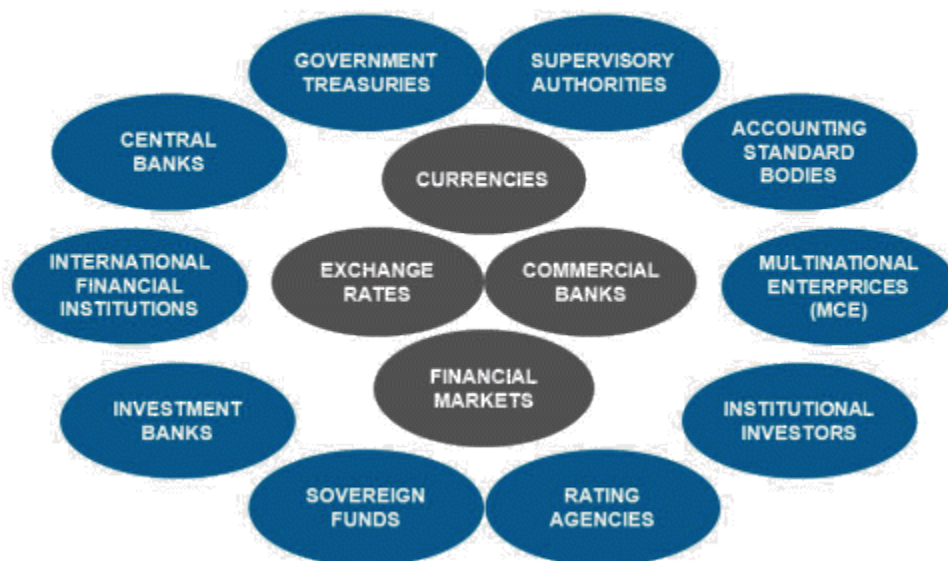 GOVERNMENT
TREASURIES
SUPERVISORY
AUTHORITIES
CENTRAL
BANKS
CURRENCIES
ACCOUNTING
STANDARD
BODIES
INTERNATIONAL
FINANCIAL
INSTITUTIONS
EXCHANGE
RATES
COMMERCIAL
BANKS
MULTINATIONAL
ENTERPRICES
(MCE)
INVESTMENT
BANKS
FINANCIAL
MARKETS
INSTITUTIONAL
INVESTORS
SOVEREIGN
FUNDS
RATING
AGENCIES